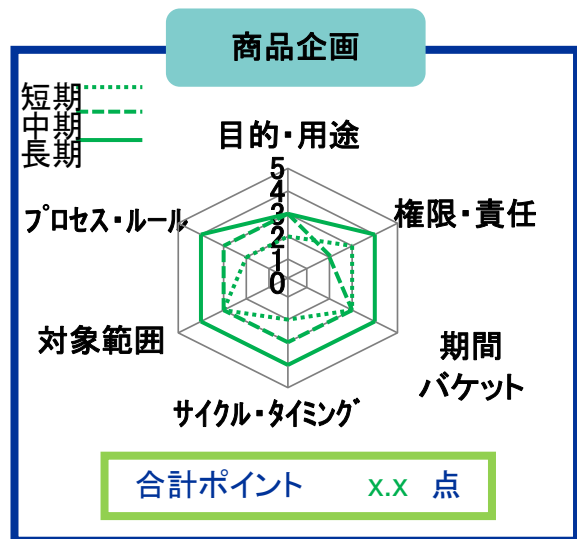 商品企画
短期
中期
長期
目的・用途
5
4
3
2
1
0
ﾌﾟﾛｾｽ・ﾙｰﾙ
権限・責任
対象範囲
期間
バケット
ｻｲｸﾙ・ﾀｲﾐﾝｸﾞ
合計ポイント x.x 点